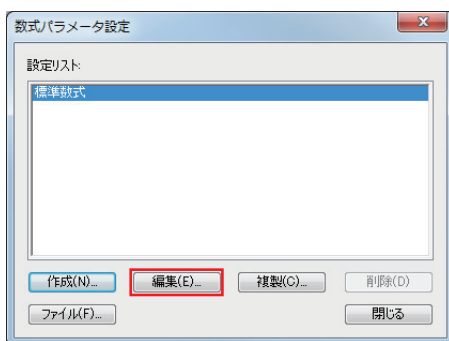 数式パラメータ設定
設定リスト:
標準数式
作成(N)... 編集(E)... 複製(C)... 削除(D)
ファイル(F)... 閉じる